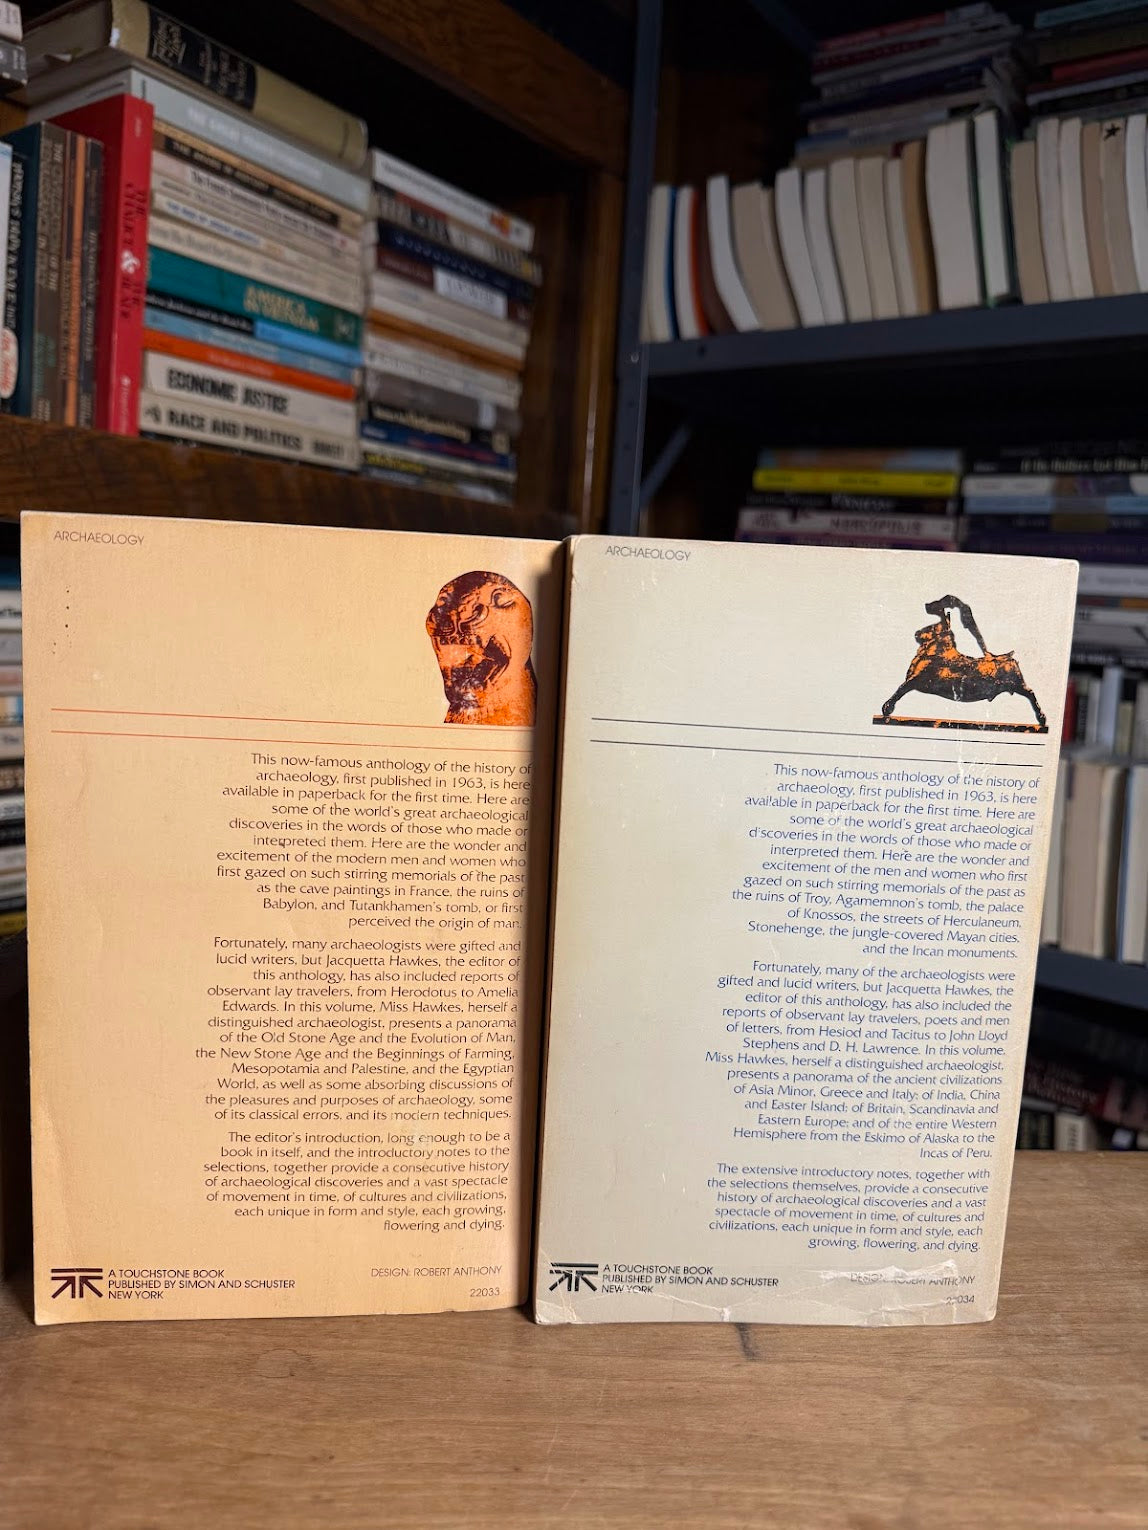 AMERICA
ECONOMIC JUSTICE
RACE AND POLITICS
NARCOPOLIS
ARCHAEOLOGY
This now-famous anthology of the history of
archaeology, first published in 1963, is here
available in paperback for the first time. Here are
some of the world's great archaeological
discoveries in the words of those who made or
interpreted them. Here are the wonder and
excitement of the modern men and women who
first gazed on such stirring memorials of the past
as the cave paintings in France, the ruins of
Babylon, and Tutankhamen's tomb, or first
perceived the origin of man.
Fortunately, many archaeologists were gifted and
lucid writers, but Jacquetta Hawkes, the editor of
this anthology, has also included reports of
observant lay travelers, from Herodotus to Amelia
Edwards. In this volume, Miss Hawkes, herself a
distinguished archaeologist, presents a panorama
of the Old Stone Age and the Evolution of Man,
the New Stone Age and the Beginnings of Farming,
Mesopotamia and Palestine, and the Egyptian
World, as well as some absorbing discussions of
the pleasures and purposes of archaeology, some
of its classical errors, and its modern techniques.
The editor's introduction, long enough to be a
book in itself, and the introductory notes to the
selections, together provide a consecutive history
of archaeological discoveries and a vast spectacle
of movement in time, of cultures and civilizations,
each unique in form and style, each growing,
flowering and dying.
A TOUCHSTONE BOOK
PUBLISHED BY SIMON AND SCHUSTER
NEW YORK
DESIGN: ROBERT ANTHONY
22033
ARCHAEOLOGY
This now-famous anthology of the history of
archaeology, first published in 1963, is here
available in paperback for the first time. Here are
some of the world's great archaeological
discoveries in the words of those who made or
interpreted them. Here are the wonder and
excitement of the men and women who first
gazed on such stirring memorials of the past as
the ruins of Troy, Agamemnon's tomb, the palace
of Knossos, the streets of Herculaneum,
Stonehenge, the jungle-covered Mayan cities,
and the Incan monuments.
Fortunately, many of the archaeologists were
gifted and lucid writers, but Jacquetta Hawkes, the
editor of this anthology, has also included the
reports of observant lay travelers, poets and men
of letters, from Hesiod and Tacitus to John Lloyd
Stephens and D. H. Lawrence. In this volume,
Miss Hawkes, herself a distinguished archaeologist,
presents a panorama of the ancient civilizations
of Asia Minor, Greece and Italy; of India, China
and Easter Island; of Britain, Scandinavia and
Eastern Europe; and of the entire Western
Hemisphere from the Eskimo of Alaska to the
Incas of Peru.
The extensive introductory notes, together with
the selections themselves, provide a consecutive
history of archaeological discoveries and a vast
spectacle of movement in time, of cultures and
civilizations, each unique in form and style, each
growing, flowering, and dying.
A TOUCHSTONE BOOK
PUBLISHED BY SIMON AND SCHUSTER
NEW YORK
DESIGN: ROBERT ANTHONY
22034